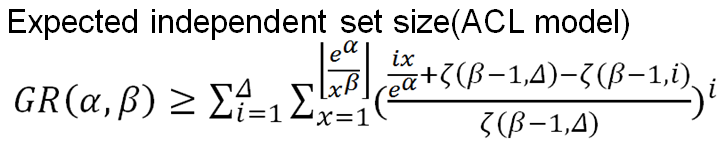 Expected independent set size(ACL model)
GR(α,β) ≥ ∑_{i=1}^{Δ} ∑_{x=1}^{⌊e^α/x^β⌋} ((ix/e^α+ζ(β−1,Δ)−ζ(β−1,i))/ζ(β−1,Δ))^i